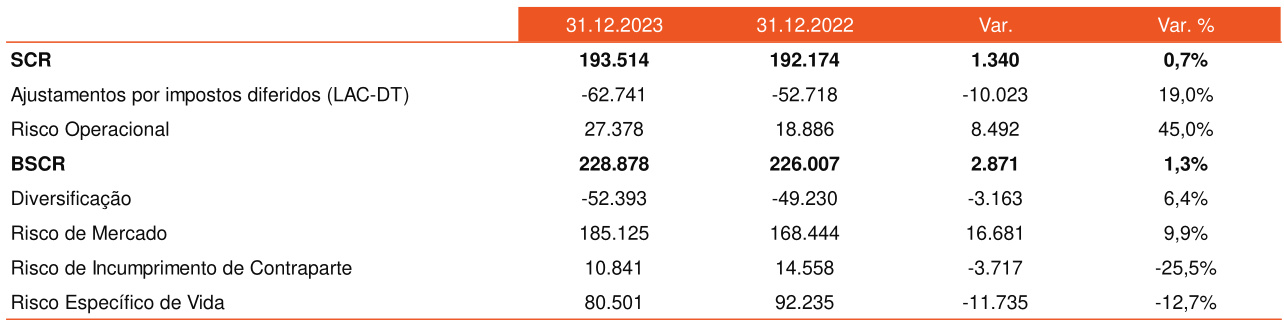 31.12.2023 31.12.2022 Var. Var. %
SCR 193.514 192.174 1.340 0,7%
Ajustamentos por impostos diferidos (LAC-DT) -62.741 -52.718 -10.023 19,0%
Risco Operacional 27.378 18.886 8.492 45,0%
BSCR 228.878 226.007 2.871 1,3%
Diversificação -52.393 -49.230 -3.163 6,4%
Risco de Mercado 185.125 168.444 16.681 9,9%
Risco de Incumprimento de Contraparte 10.841 14.558 -3.717 -25,5%
Risco Específico de Vida 80.501 92.235 -11.735 -12,7%